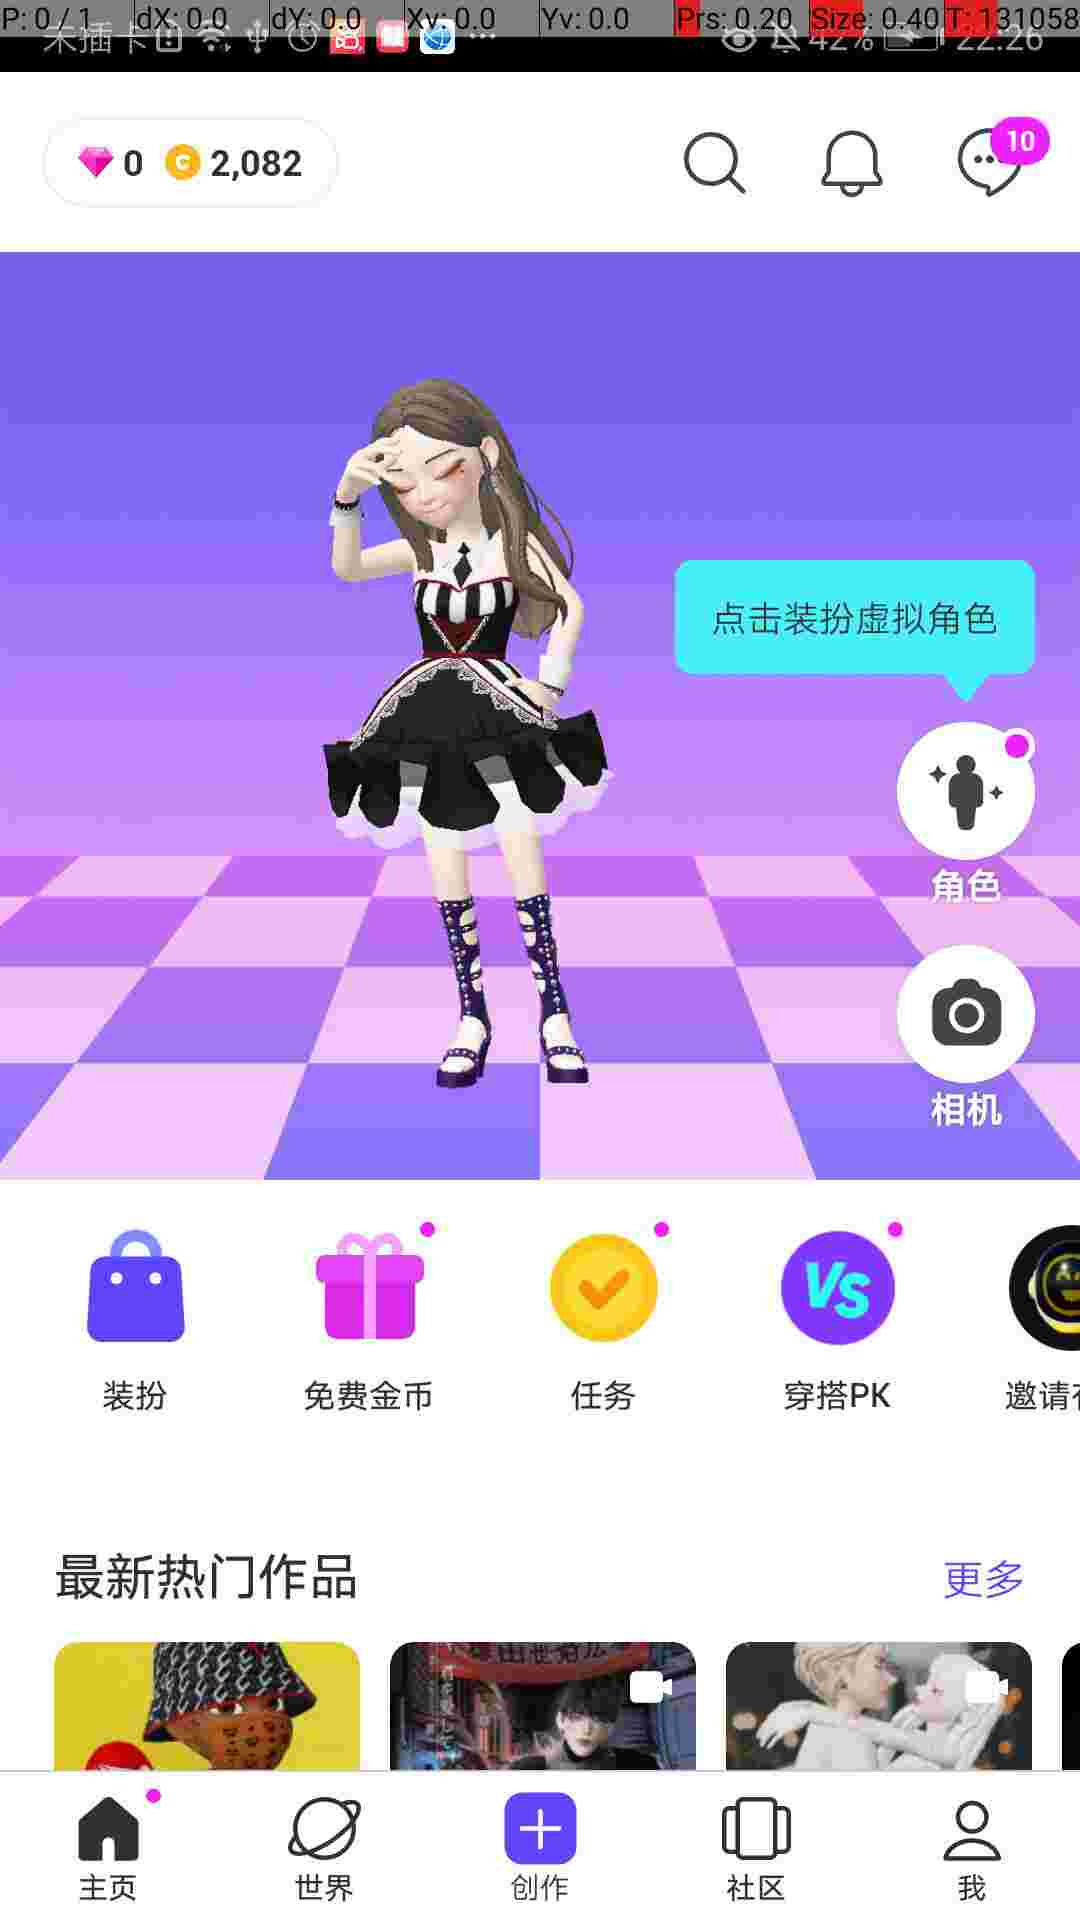 P: 0 / 1 dX: 0.0 dY: 0.0 Xv: 0.0 Yv: 0.0 Prs: 0.20 Size: 0.40 T: 131058
未插卡 42% 22:26
0 2,082
10
点击装扮虚拟角色
角色
相机
VS
装扮 免费金币 任务 穿搭PK 邀请
最新热门作品 更多
主页 世界 创作 社区 我